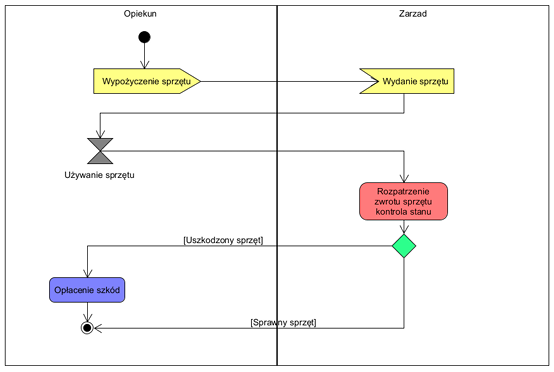 Opiekun
Zarzad
Wypożyczenie sprzętu
Wydanie sprzętu
Używanie sprzętu
Rozpatrzenie
zwrotu sprzętu
kontrola stanu
[Uszkodzony sprzęt]
Opłacenie szkód
[Sprawny sprzęt]